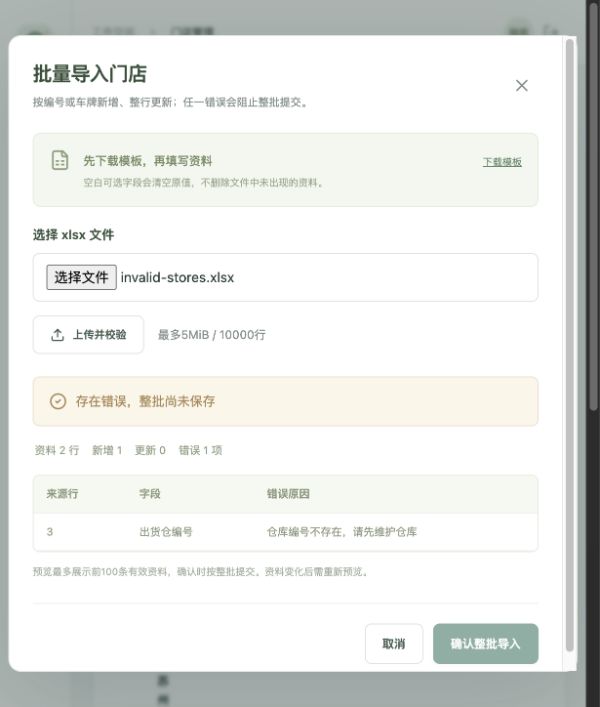 批量导入门店
按编号或车牌新增、整行更新；任一错误会阻止整批提交。
先下载模板，再填写资料
下载模板
空白可选字段会清空原值，不删除文件中未出现的资料。
选择 xlsx 文件
选择文件 invalid-stores.xlsx
上传并校验 最多5MiB / 10000行
存在错误，整批尚未保存
资料 2 行 新增 1 更新 0 错误 1 项
来源行 字段 错误原因
3 出货仓编号 仓库编号不存在，请先维护仓库
预览最多展示前100条有效资料，确认时按整批提交。资料变化后需重新预览。
取消 确认整批导入